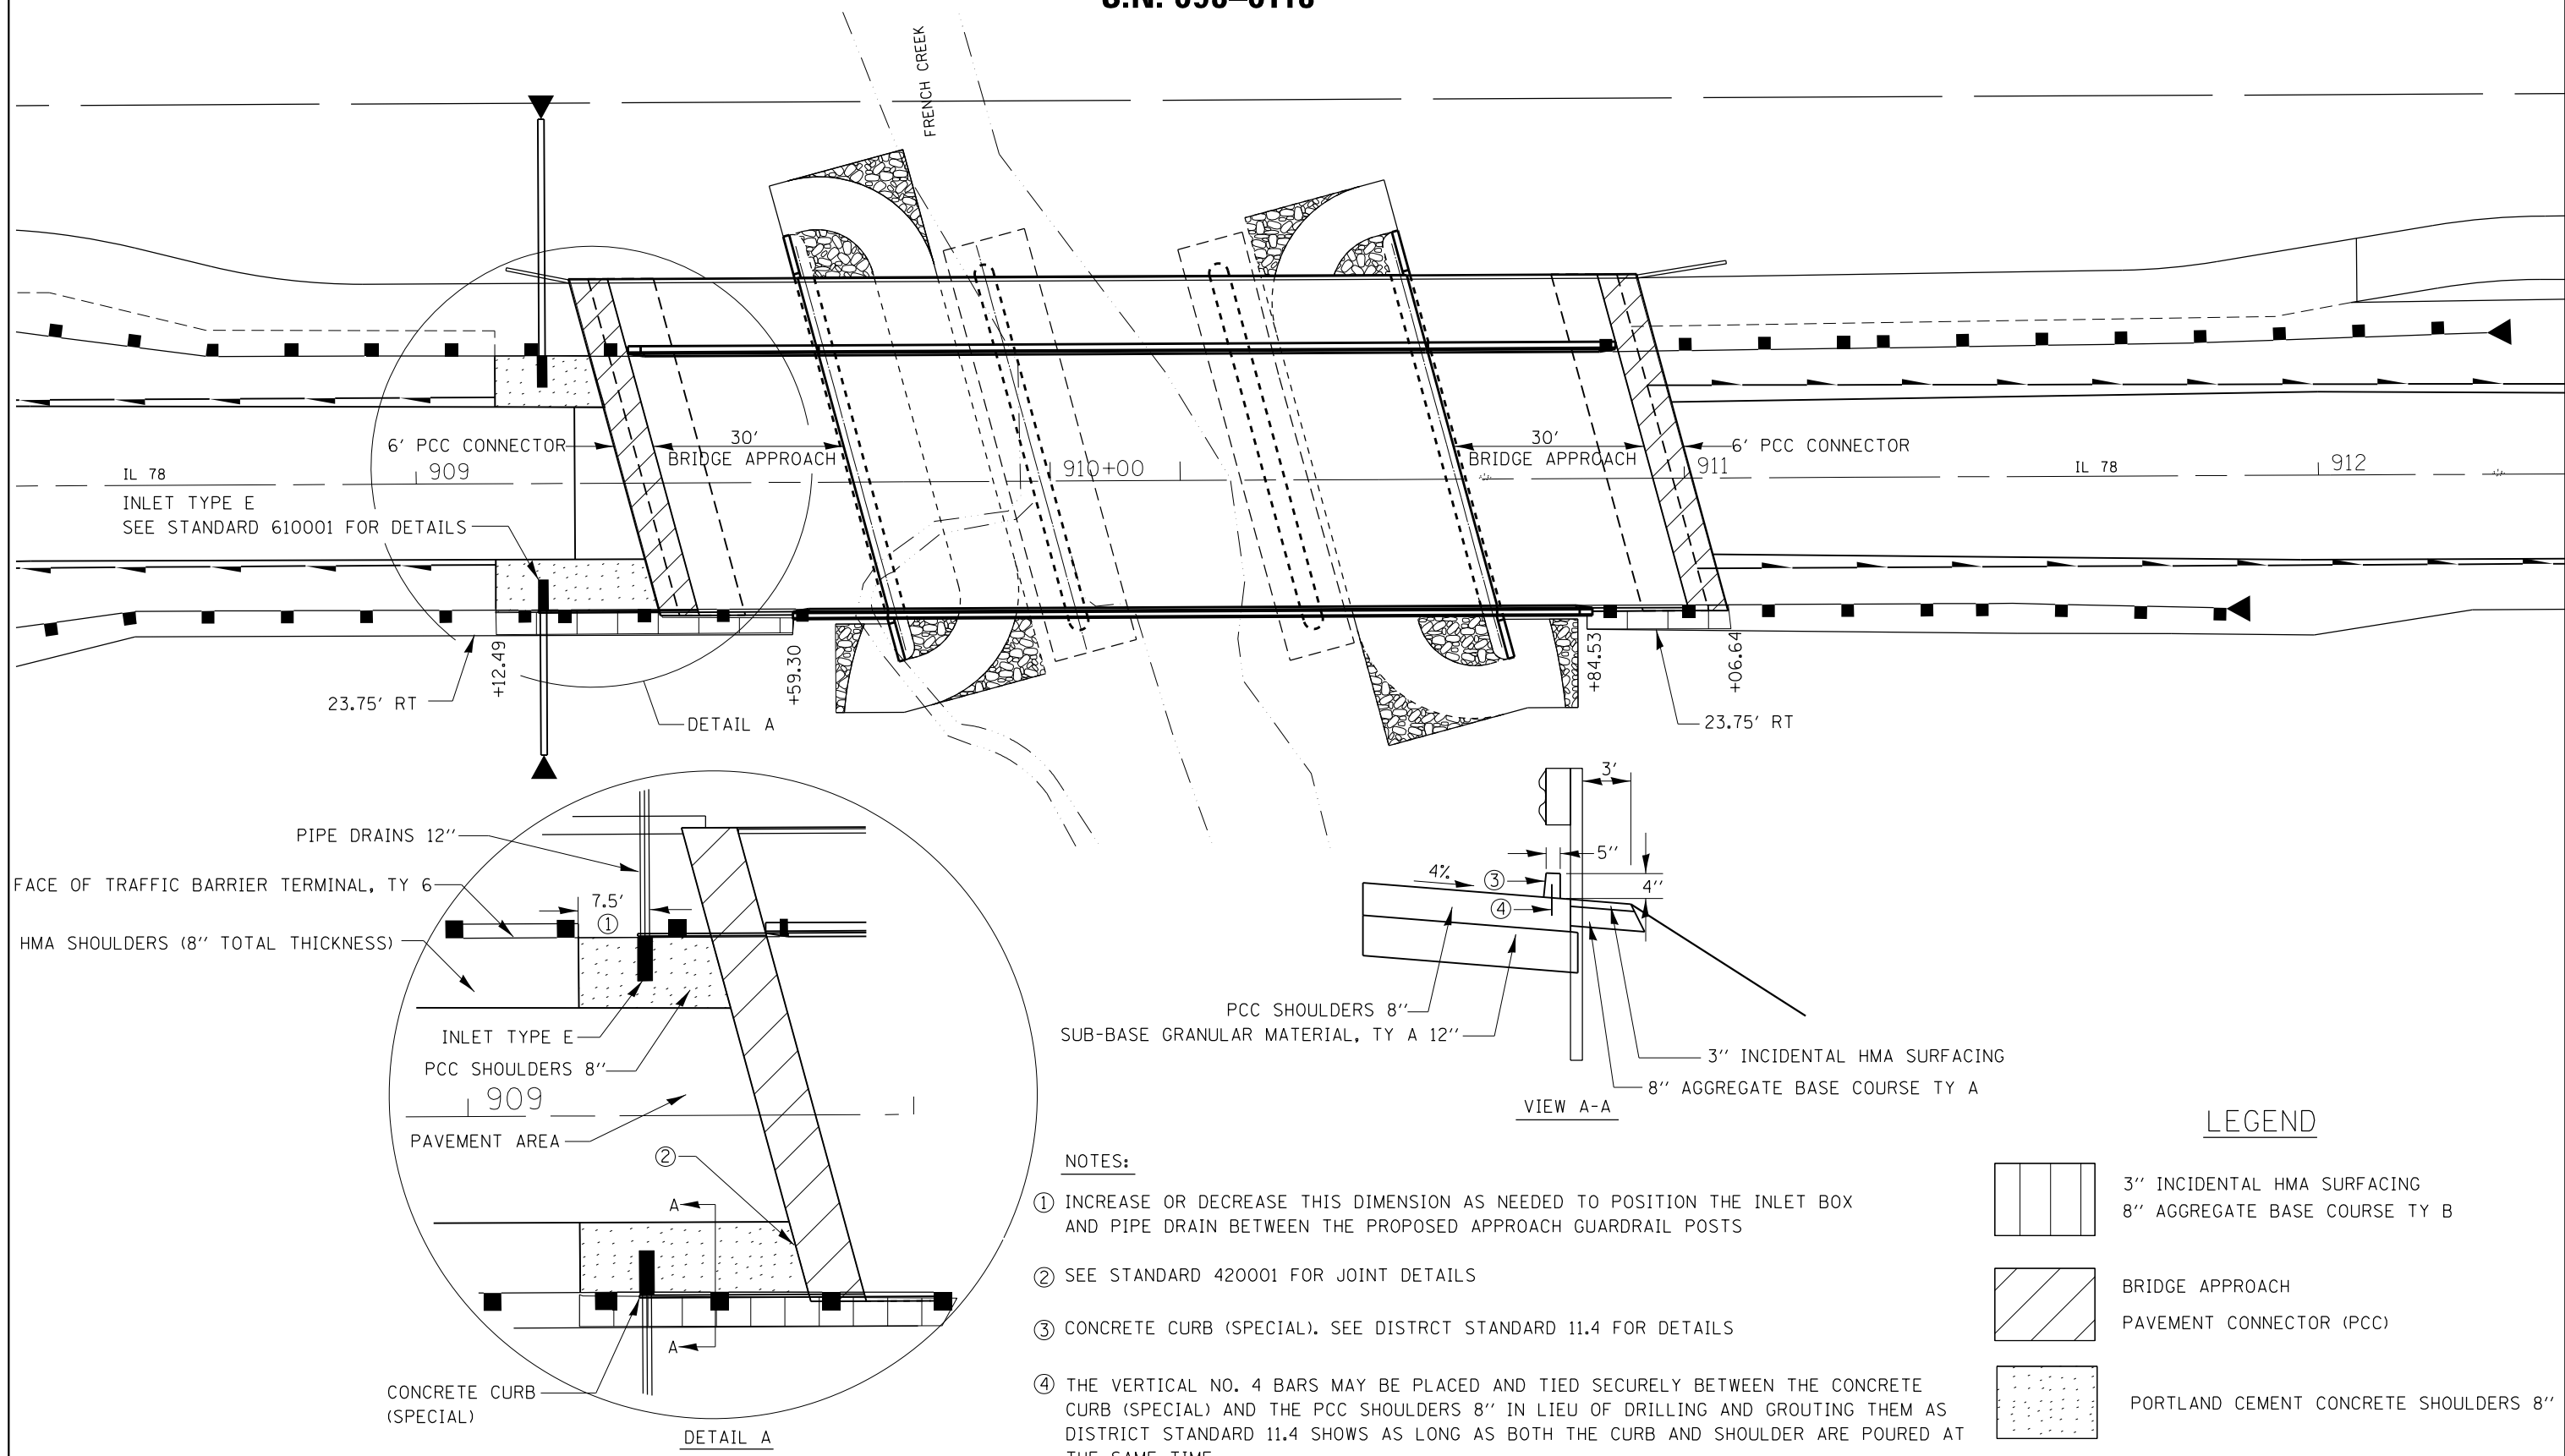 FRENCH CREEK
6' PCC CONNECTOR
30'
BRIDGE APPROACH
30'
BRIDGE APPROACH
6' PCC CONNECTOR
IL 78
909
910+00
911
IL 78
912
INLET TYPE E
SEE STANDARD 610001 FOR DETAILS
+12.49
+59.30
+84.53
+06.64
23.75' RT
DETAIL A
23.75' RT
PIPE DRAINS 12''
FACE OF TRAFFIC BARRIER TERMINAL, TY 6
7.5'
①
HMA SHOULDERS (8'' TOTAL THICKNESS)
INLET TYPE E
PCC SHOULDERS 8''
909
PAVEMENT AREA
②
A
A
CONCRETE CURB
(SPECIAL)
DETAIL A
3'
5''
4%
③
4''
④
PCC SHOULDERS 8''
SUB-BASE GRANULAR MATERIAL, TY A 12''
3'' INCIDENTAL HMA SURFACING
8'' AGGREGATE BASE COURSE TY A
VIEW A-A
NOTES:
① INCREASE OR DECREASE THIS DIMENSION AS NEEDED TO POSITION THE INLET BOX
AND PIPE DRAIN BETWEEN THE PROPOSED APPROACH GUARDRAIL POSTS
② SEE STANDARD 420001 FOR JOINT DETAILS
③ CONCRETE CURB (SPECIAL). SEE DISTRCT STANDARD 11.4 FOR DETAILS
④ THE VERTICAL NO. 4 BARS MAY BE PLACED AND TIED SECURELY BETWEEN THE CONCRETE
CURB (SPECIAL) AND THE PCC SHOULDERS 8'' IN LIEU OF DRILLING AND GROUTING THEM AS
DISTRICT STANDARD 11.4 SHOWS AS LONG AS BOTH THE CURB AND SHOULDER ARE POURED AT
THE SAME TIME
LEGEND
3'' INCIDENTAL HMA SURFACING
8'' AGGREGATE BASE COURSE TY B
BRIDGE APPROACH
PAVEMENT CONNECTOR (PCC)
PORTLAND CEMENT CONCRETE SHOULDERS 8''